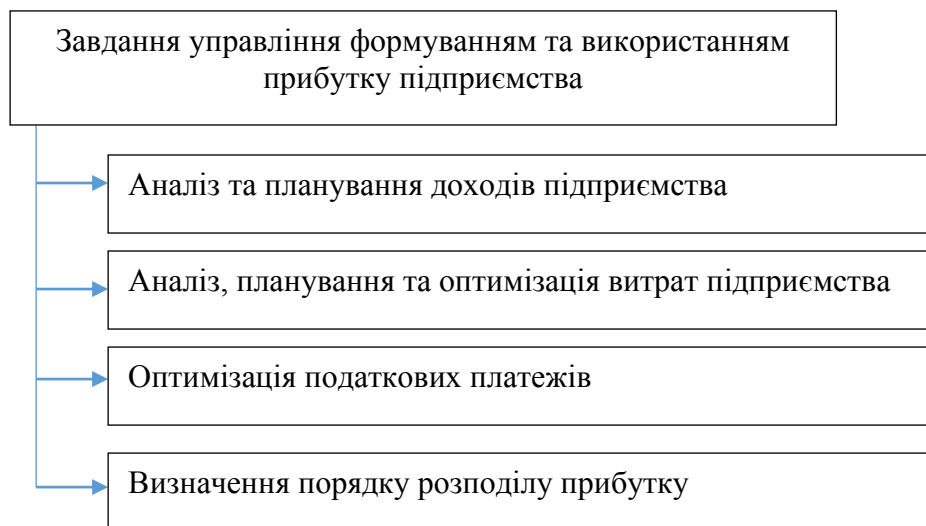 Завдання управління формуванням та використанням
прибутку підприємства
Аналіз та планування доходів підприємства
Аналіз, планування та оптимізація витрат підприємства
Оптимізація податкових платежів
Визначення порядку розподілу прибутку